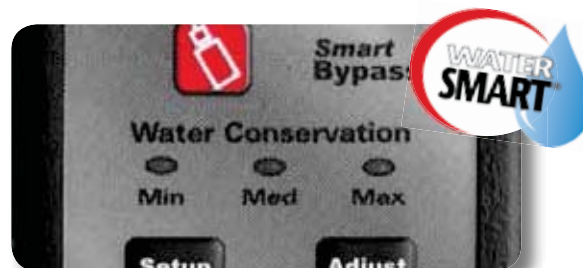 Smart
Bypass
WATER
SMART
Water Conservation
Min Med Max
Setup Adjust